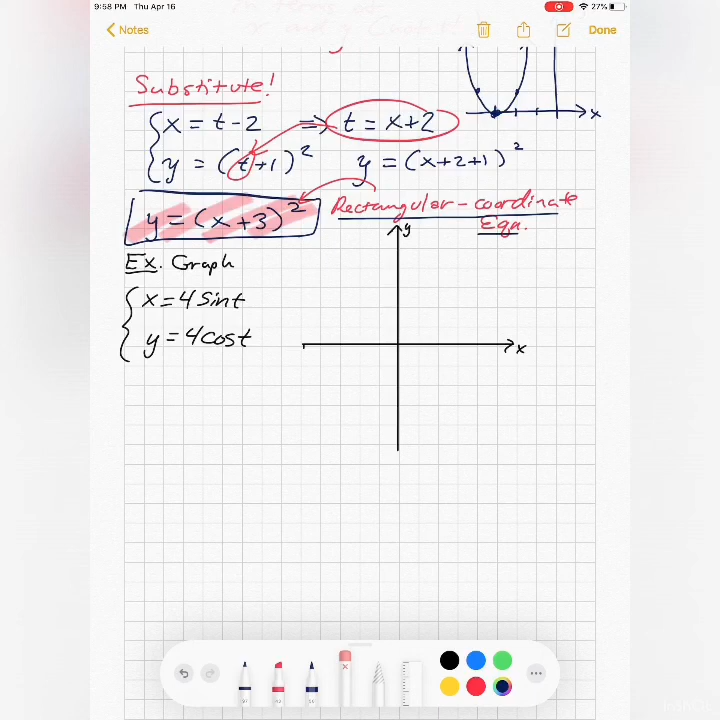 9:58 PM Thu Apr 16
27%
Notes
Done
Substitute!
x
x = t - 2 => t = x+2
y = (t+1)² y = (x+2+1)²
y = (x+3)²
Rectangular - coordinate
Eqn.
y
Ex. Graph
x = 4 sin t
y = 4 cos t
x